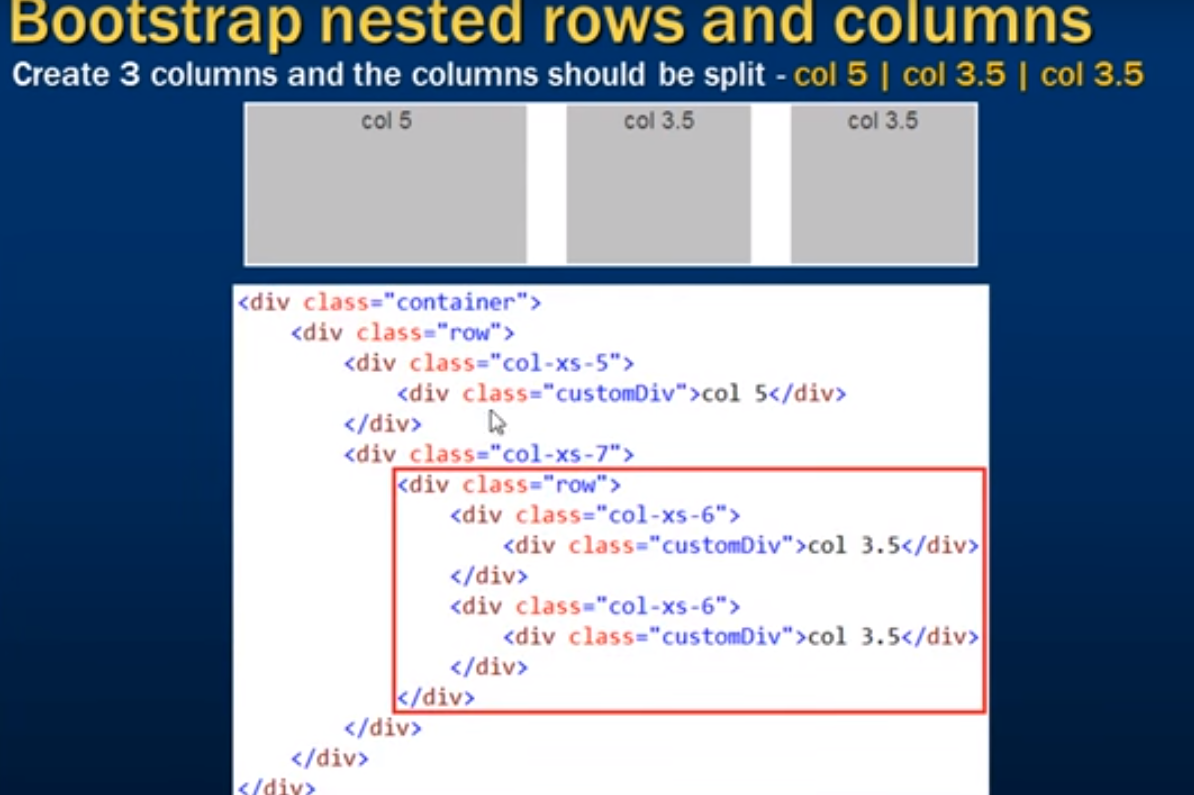 Bootstrap nested rows and columns
Create 3 columns and the columns should be split - col 5 | col 3.5 | col 3.5
col 5 col 3.5 col 3.5
<div class="container">
<div class="row">
<div class="col-xs-5">
<div class="customDiv">col 5</div>
</div>
<div class="col-xs-7">
<div class="row">
<div class="col-xs-6">
<div class="customDiv">col 3.5</div>
</div>
<div class="col-xs-6">
<div class="customDiv">col 3.5</div>
</div>
</div>
</div>
</div>
</div>